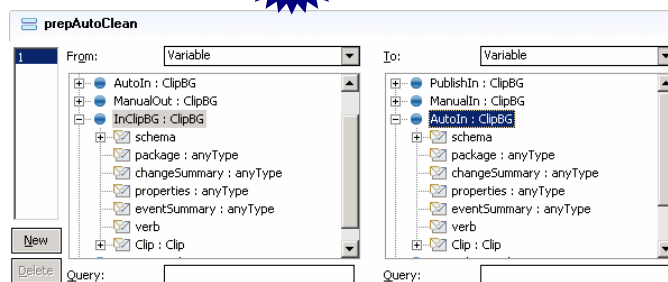 prepAutoClean
1
From:
Variable
AutoIn : ClipBG
ManualOut : ClipBG
InClipBG : ClipBG
schema
package : anyType
changeSummary : anyType
properties : anyType
eventSummary : anyType
verb
Clip : Clip
New
Delete
Query:
To:
Variable
PublishIn : ClipBG
ManualIn : ClipBG
AutoIn : ClipBG
schema
package : anyType
changeSummary : anyType
properties : anyType
eventSummary : anyType
verb
Clip : Clip
Query: